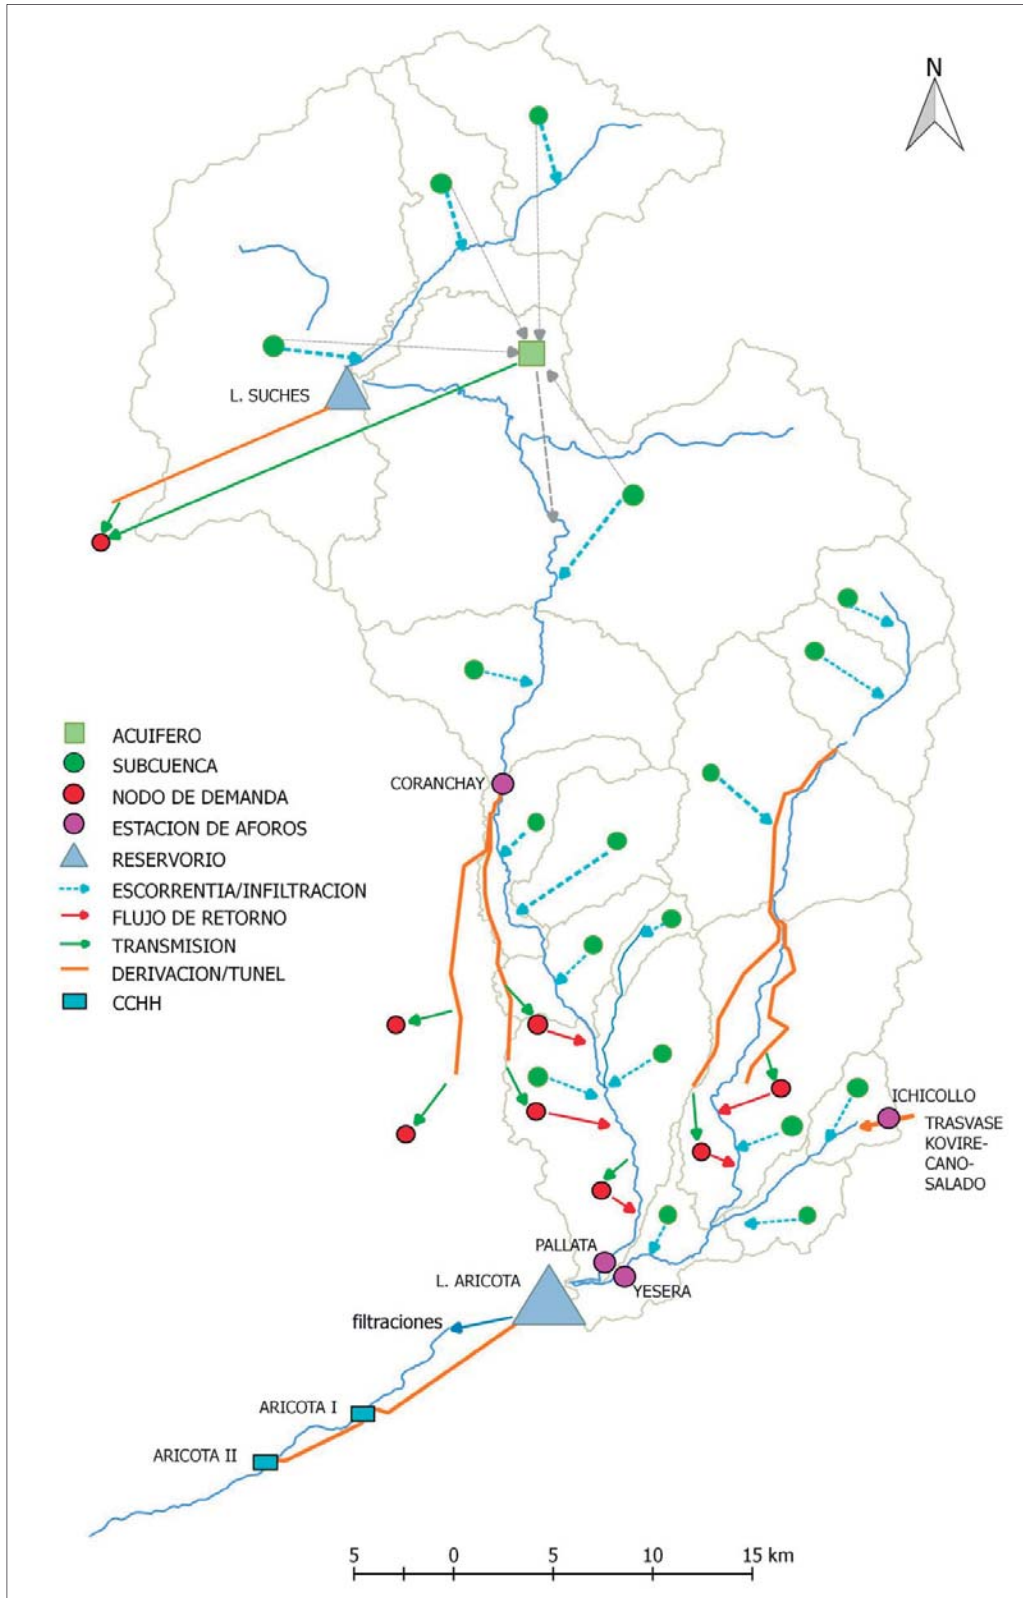 N
L. SUCHES
ACUIFERO
SUBCUENCA
NODO DE DEMANDA
ESTACION DE AFOROS
RESERVORIO
ESCORRENTIA/INFILTRACION
FLUJO DE RETORNO
TRANSMISION
DERIVACION/TUNEL
CCHH
CORANCHAY
ICHICOLLO
TRASVASE
KOVIRE-
CANO-
SALADO
PALLATA
YESERA
L. ARICOTA
filtraciones
ARICOTA I
ARICOTA II
5 0 5 10 15 km